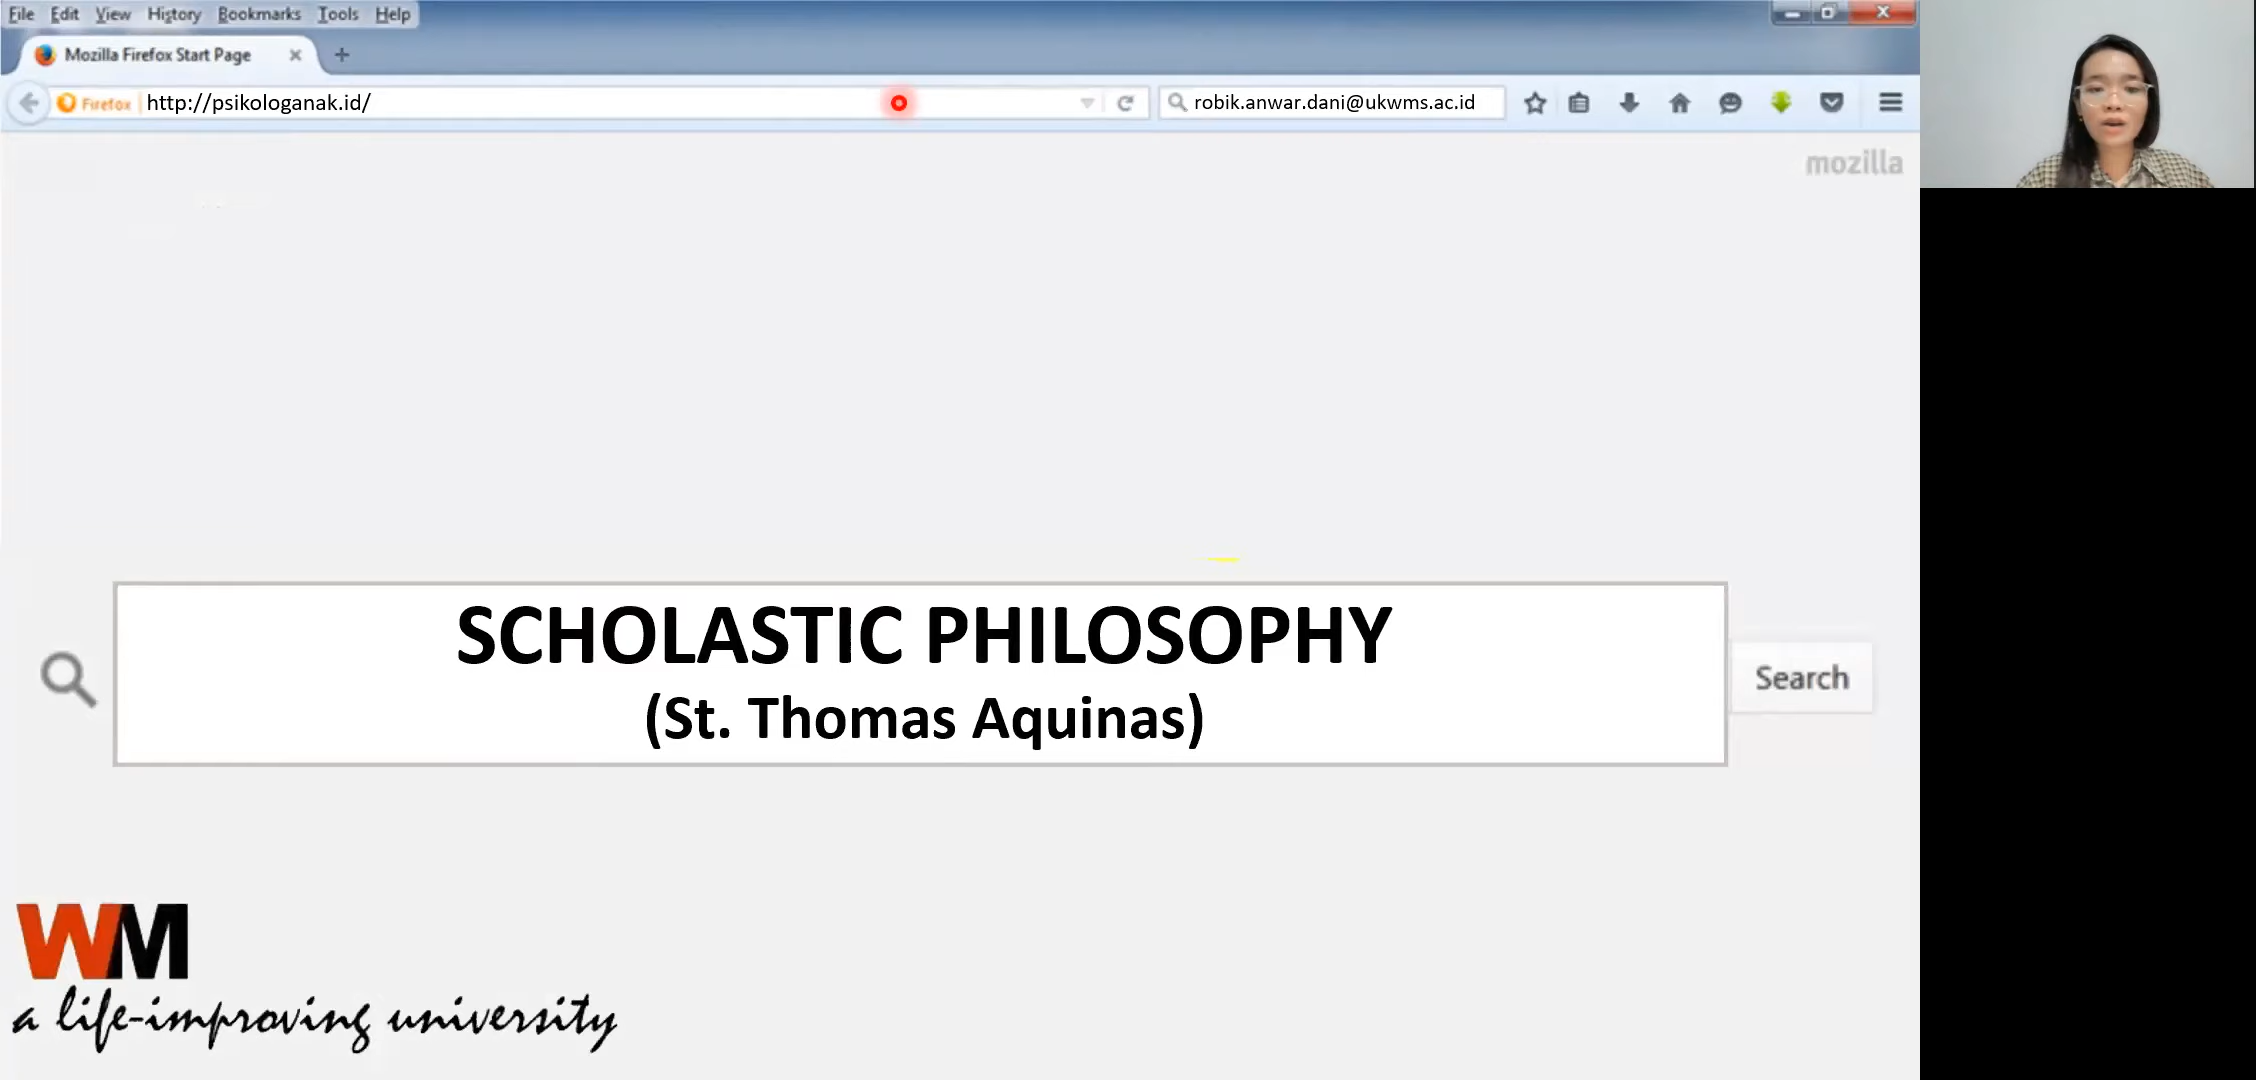 File Edit View History Bookmarks Tools Help
Mozilla Firefox Start Page
Firefox http://psikologanak.id/
robik.anwar.dani@ukwms.ac.id
mozilla
SCHOLASTIC PHILOSOPHY
(St. Thomas Aquinas)
Search
WM
a life-improving university